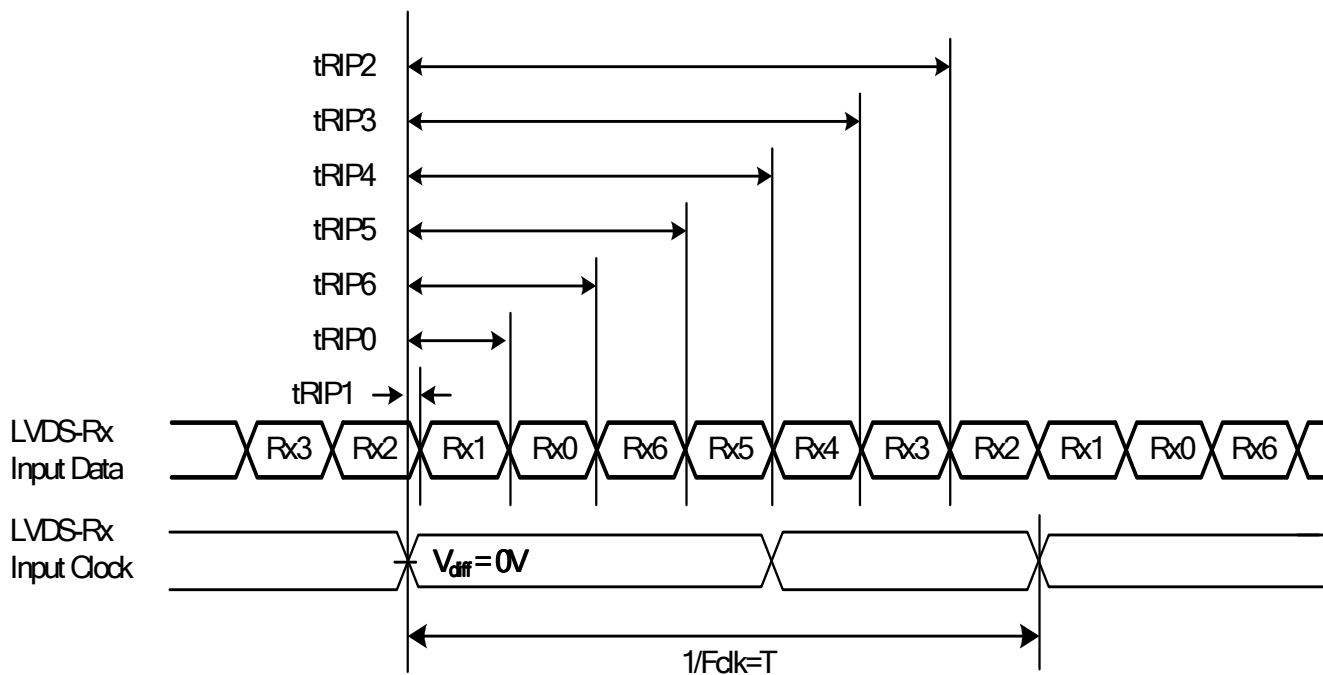 tRIP2
tRIP3
tRIP4
tRIP5
tRIP6
tRIP0
tRIP1
LVDS-Rx
Input Data
Rx3 Rx2 Rx1 Rx0 Rx6 Rx5 Rx4 Rx3 Rx2 Rx1 Rx0 Rx6
LVDS-Rx
Input Clock
Vdiff = 0V
1/Fclk=T